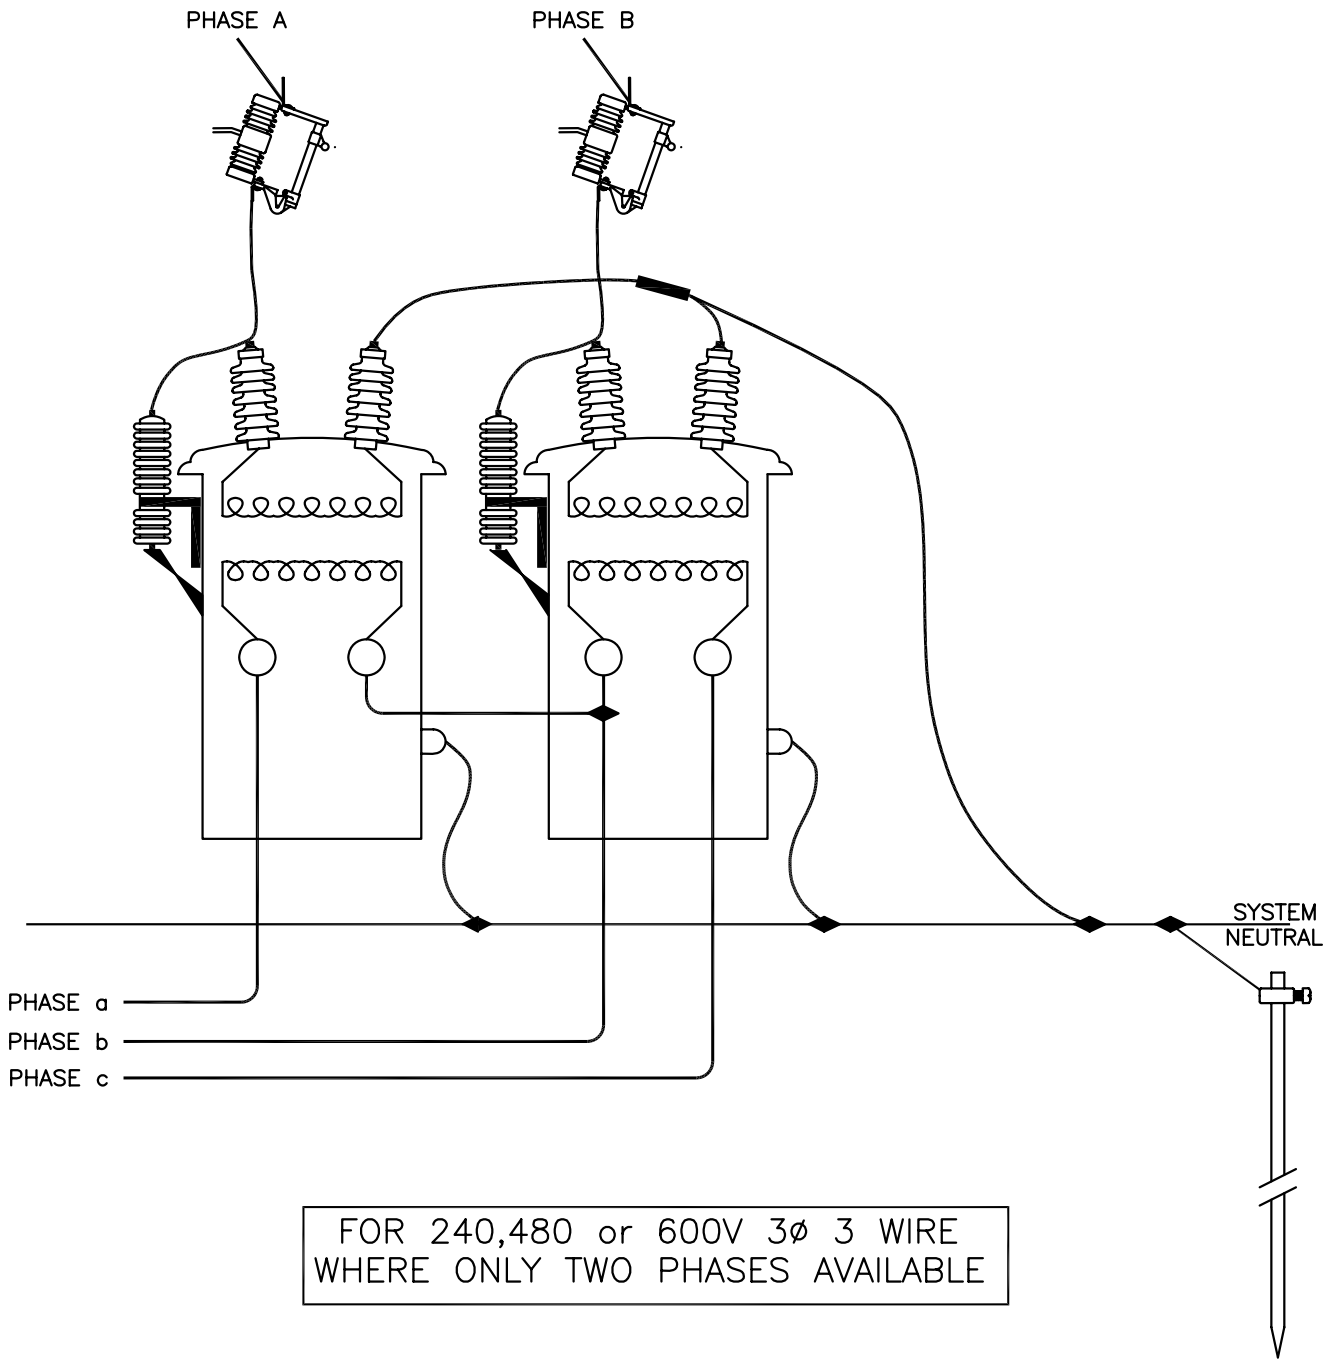 PHASE A
PHASE B
SYSTEM
NEUTRAL
PHASE a
PHASE b
PHASE c
FOR 240,480 or 600V 3ø 3 WIRE
WHERE ONLY TWO PHASES AVAILABLE